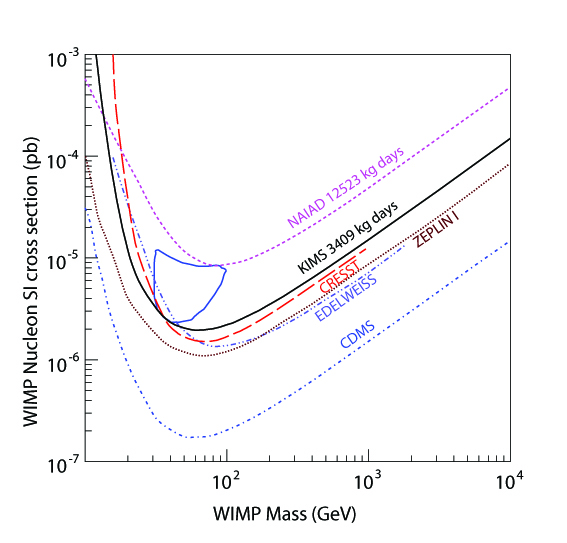 10⁻³
10⁻⁴
10⁻⁵
10⁻⁶
10⁻⁷
WIMP Nucleon SI cross section (pb)
NAIAD 12523 kg days
KIMS 3409 kg days
ZEPLIN I
CRESST
EDELWEISS
CDMS
10² 10³ 10⁴
WIMP Mass (GeV)